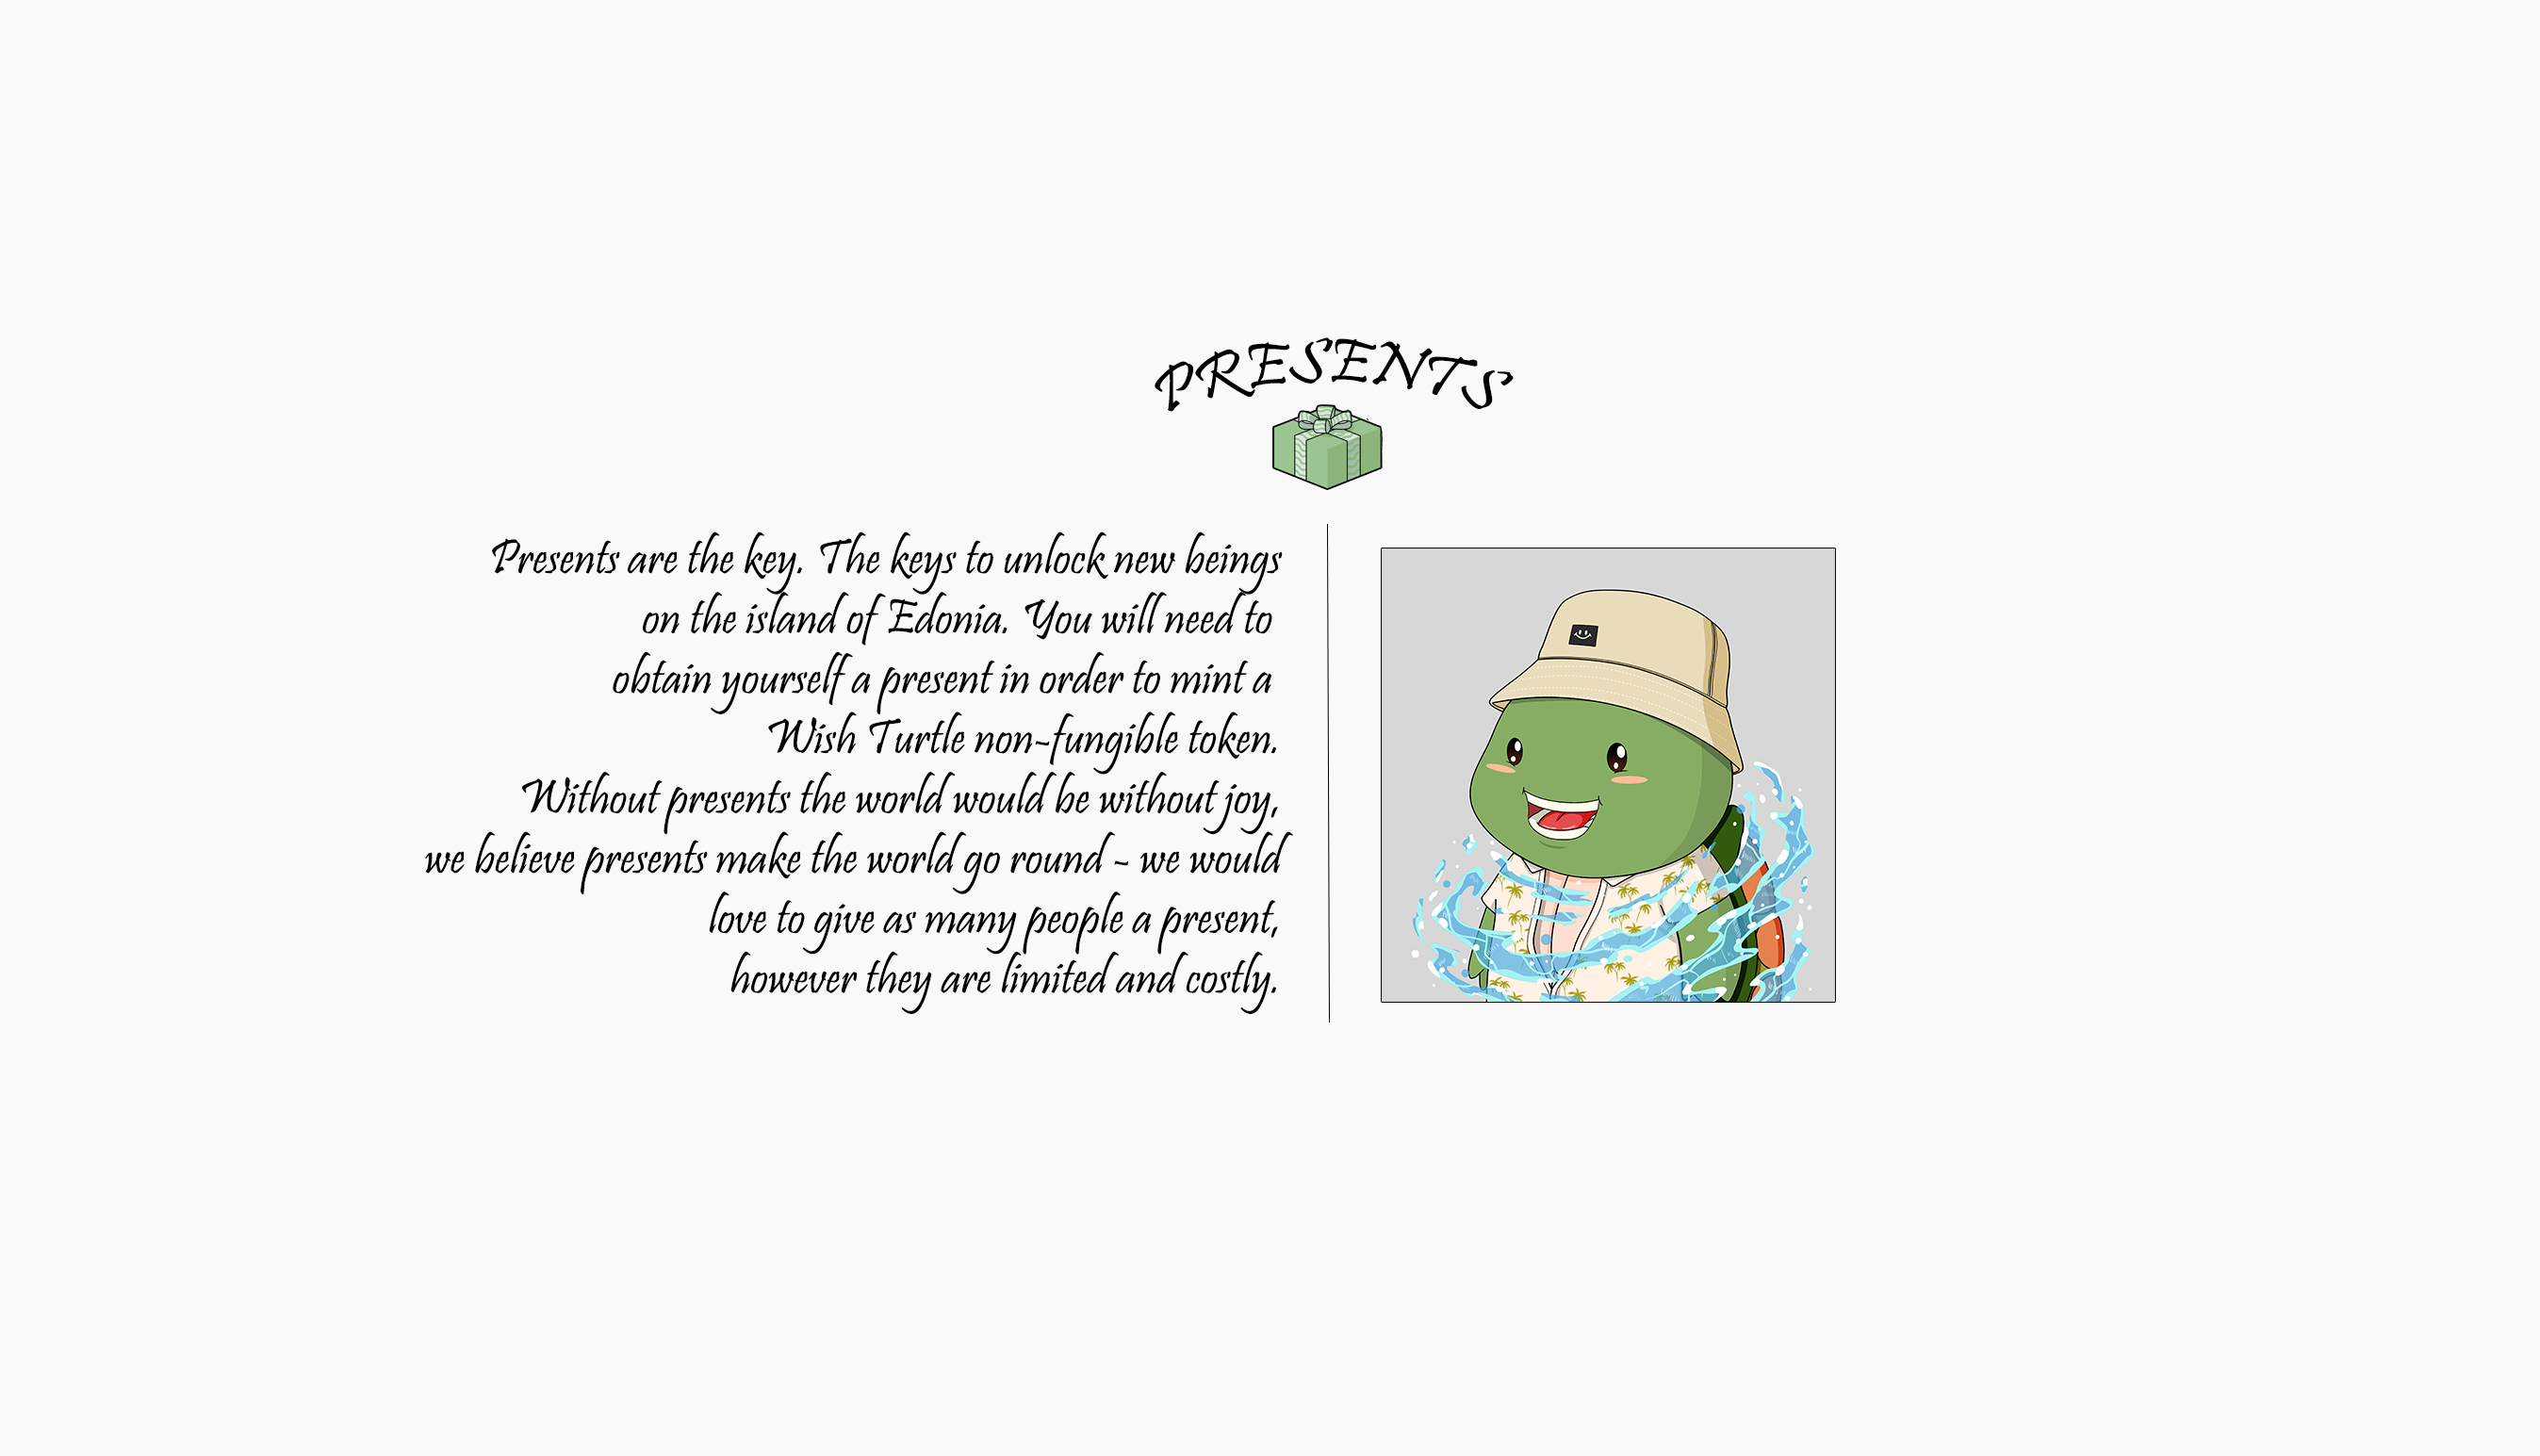 PRESENTS
Presents are the key. The keys to unlock new beings
on the island of Edonia. You will need to
obtain yourself a present in order to mint a
Wish Turtle non-fungible token.
Without presents the world would be without joy,
we believe presents make the world go round - we would
love to give as many people a present,
however they are limited and costly.